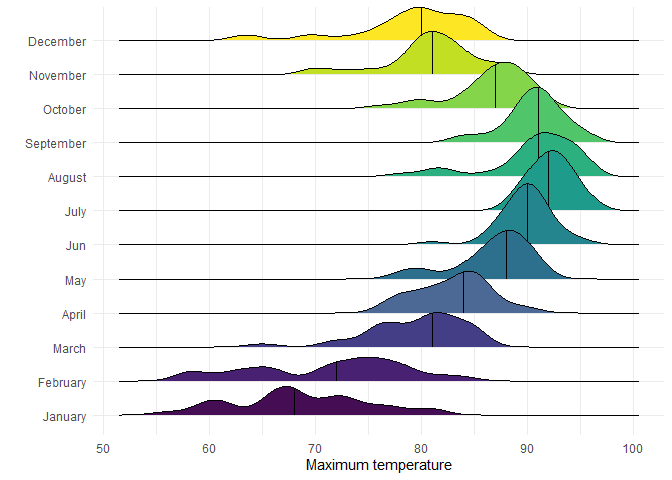 December
November
October
September
August
July
Jun
May
April
March
February
January
50 60 70 80 90 100
Maximum temperature